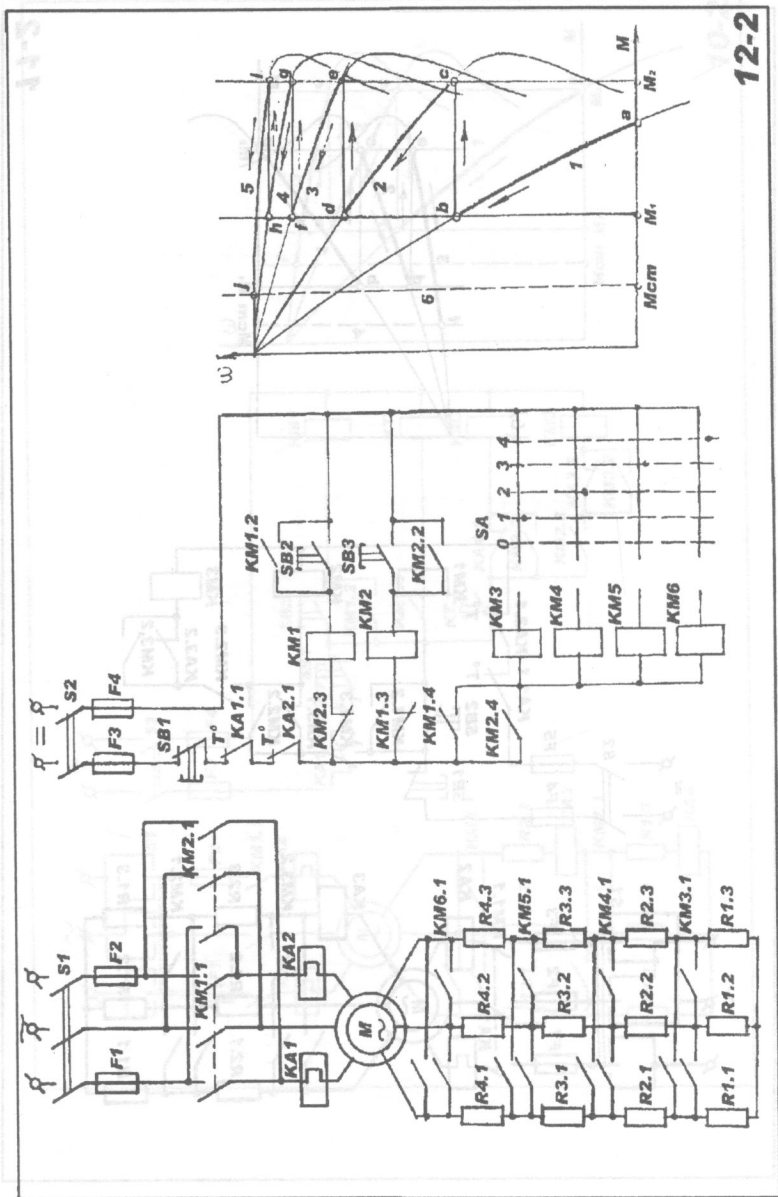 12-2
S1
F1
F2
KM1.1
KM2.1
KA1
KA2
M
~
KM6.1
R4.1
R4.2
R4.3
KM5.1
R3.1
R3.2
R3.3
KM4.1
R2.1
R2.2
R2.3
KM3.1
R1.1
R1.2
R1.3
=
S2
F3
F4
SB1
T°
KA1.1
T°
KA2.1
KM2.3
KM1
KM1.2
SB2
KM1.3
KM2
SB3
KM2.2
KM1.4
KM2.4
SA
0 1 2 3 4
KM3
KM4
KM5
KM6
ω
j
5
i
h
4
g
f
3
e
d
2
c
b
1
a
6
Mcm
M₁
M₂
M